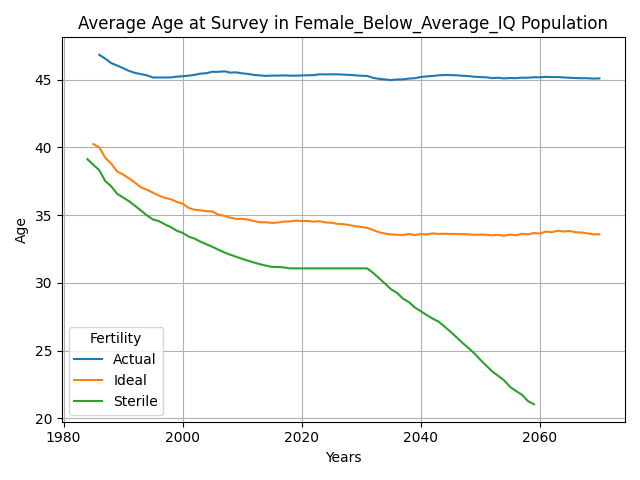 Average Age at Survey in Female_Below_Average_IQ Population
Age
45
40
35
30
25
20
Fertility
Actual
Ideal
Sterile
1980
2000
2020
2040
2060
Years